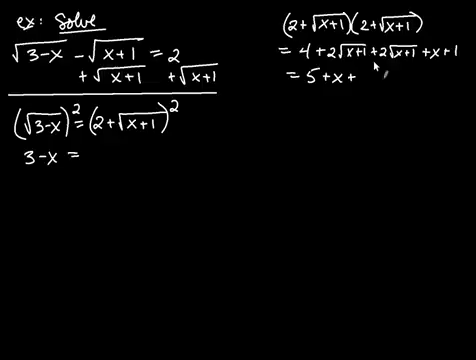 ex: Solve
√3-x - √x+1 = 2
+√x+1 +√x+1
(√3-x)² = (2+√x+1)²
3-x =
(2+√x+1)(2+√x+1)
= 4+2√x+1+2√x+1+x+1
= 5+x+